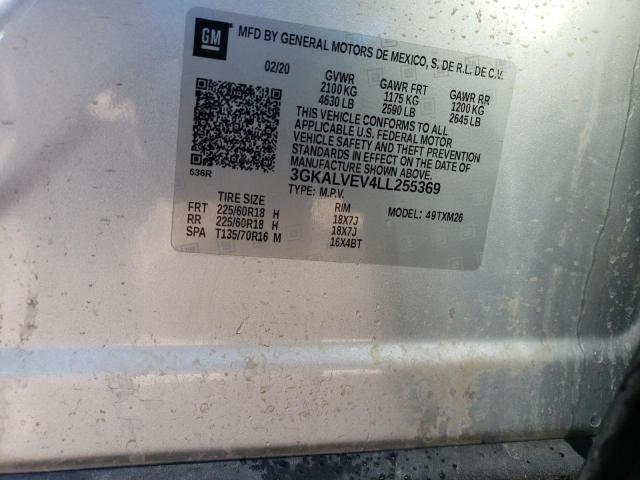 GM MFD BY GENERAL MOTORS DE MEXICO, S. DE R.L. DE C.V.
02/20 GVWR GAWR FRT GAWR RR
2100 KG 1175 KG 1200 KG
4630 LB 2590 LB 2645 LB
THIS VEHICLE CONFORMS TO ALL
APPLICABLE U.S. FEDERAL MOTOR
VEHICLE SAFETY AND THEFT PREVENTION
STANDARDS IN EFFECT ON THE DATE OF
MANUFACTURE SHOWN ABOVE.
636R 3GKALVEV4LL255369
TYPE: M.P.V. MODEL: 49TXM26
TIRE SIZE RIM
FRT 225/60R18 H 18X7J
RR 225/60R18 H 18X7J
SPA T135/70R16 M 16X4BT